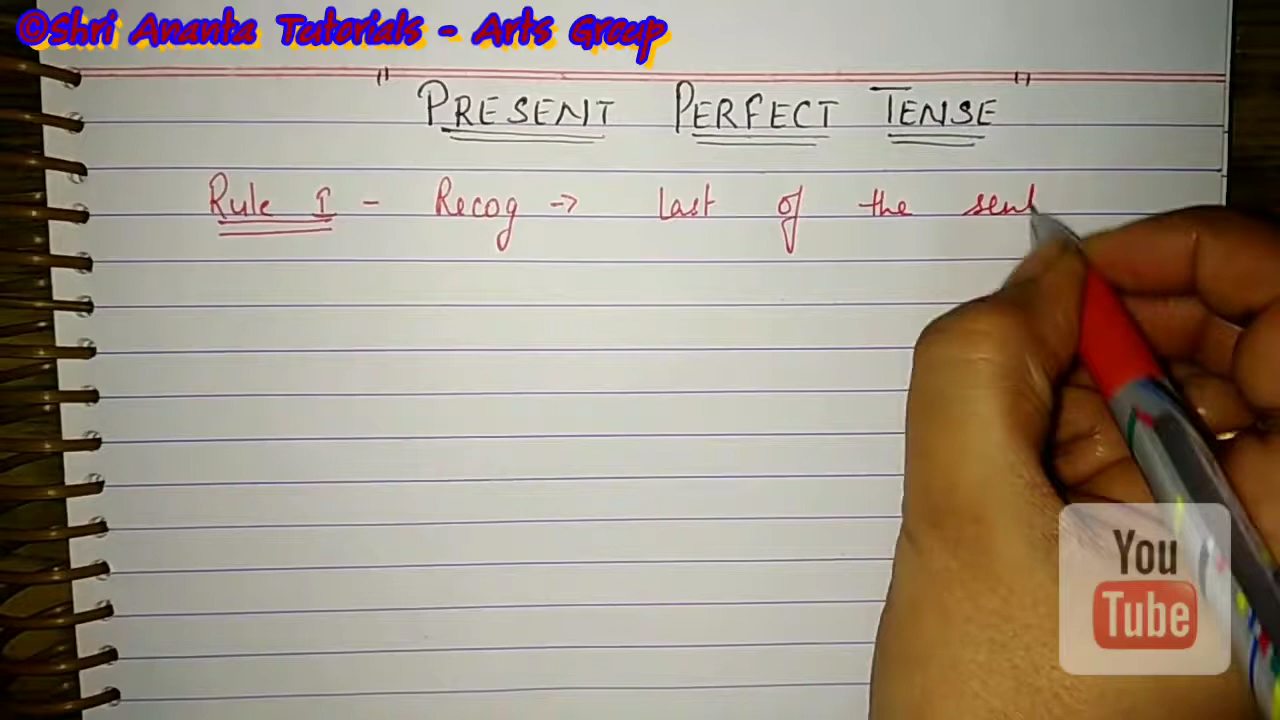 ©Shri Ananta Tutorials - Arts Group
" PRESENT PERFECT TENSE "
Rule I - Recog → Last of the sent
You
Tube